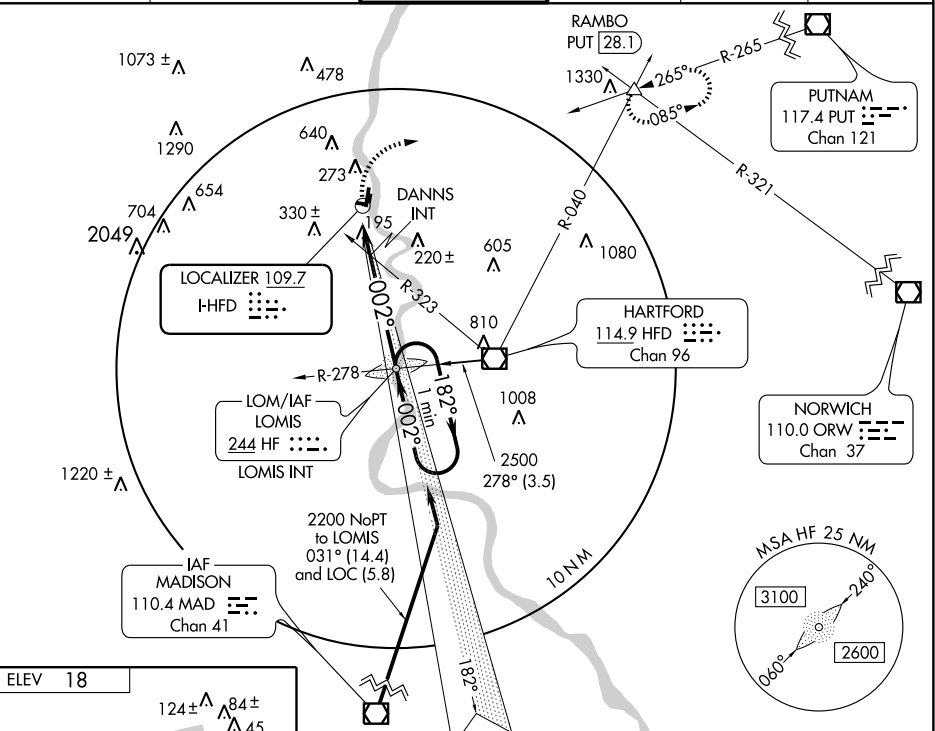 RAMBO
PUT 28.1
1073 ±
478
1330
265°
R-265
085°
PUTNAM
117.4 PUT
Chan 121
1290
640
273
R-321
654
DANNS
INT
R-040
704
330 ±
195
2049
220 ±
605
1080
LOCALIZER 109.7
I-HFD
R-323
002°
810
HARTFORD
114.9 HFD
Chan 96
R-278
182°
1 min
LOM/IAF
LOMIS
244 HF
LOMIS INT
002°
1008
NORWICH
110.0 ORW
Chan 37
1220 ±
2500
278° (3.5)
2200 NoPT
to LOMIS
031° (14.4)
and LOC (5.8)
10 NM
MSA HF 25 NM
240°
3100
2600
060°
IAF
MADISON
110.4 MAD
Chan 41
182°
ELEV 18
124 ±
84 ±
45